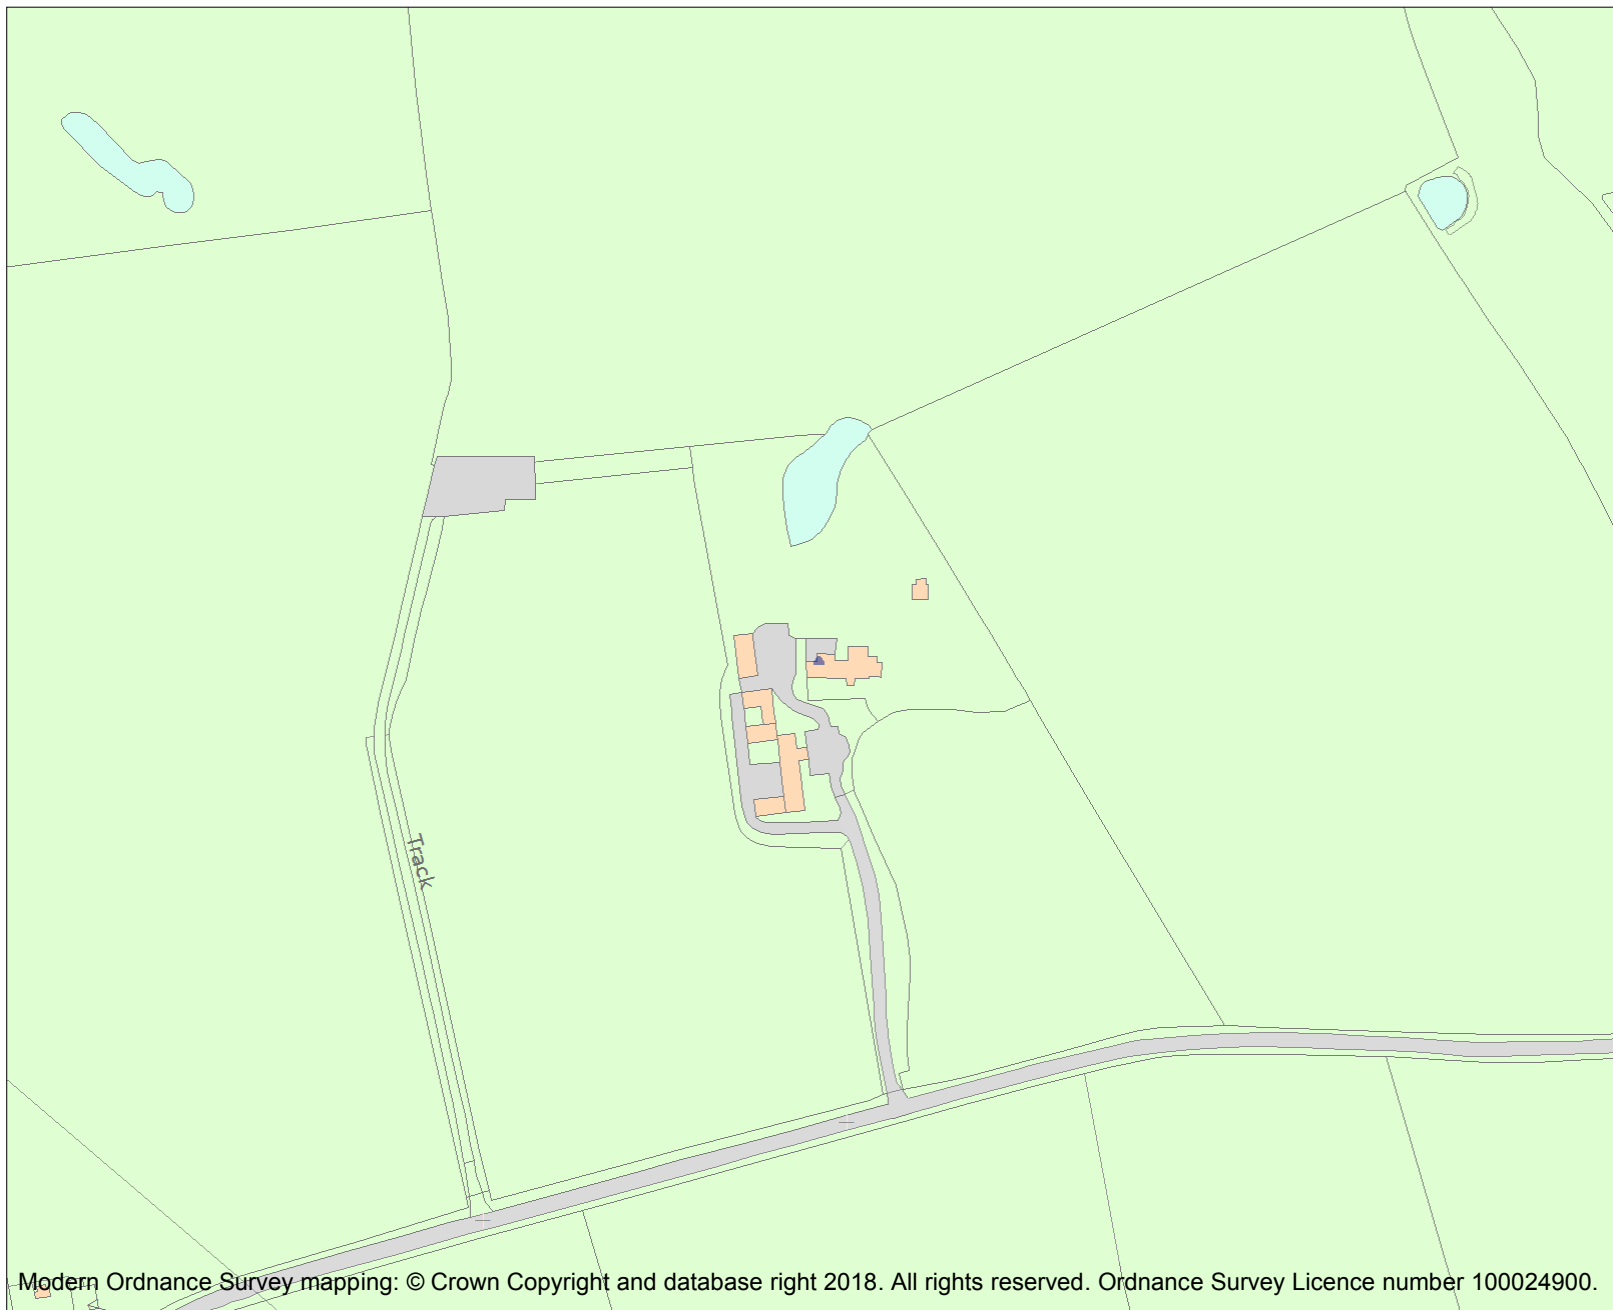 Track
Modern Ordnance Survey mapping: © Crown Copyright and database right 2018. All rights reserved. Ordnance Survey Licence number 100024900.